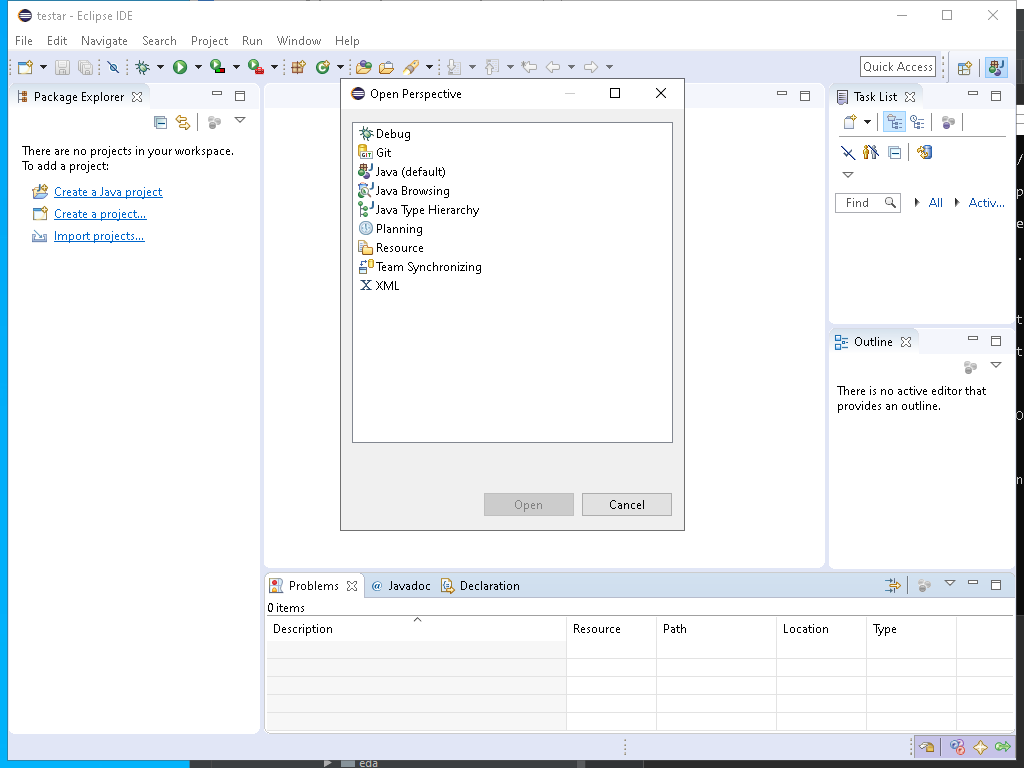 testar - Eclipse IDE
File Edit Navigate Search Project Run Window Help
Quick Access
Package Explorer
There are no projects in your workspace.
To add a project:
Create a Java project
Create a project...
Import projects...
Open Perspective
Debug
Git
Java (default)
Java Browsing
Java Type Hierarchy
Planning
Resource
Team Synchronizing
XML
Open Cancel
Task List
Find All Activ...
Outline
There is no active editor that
provides an outline.
Problems @ Javadoc Declaration
0 items
Description Resource Path Location Type
eda